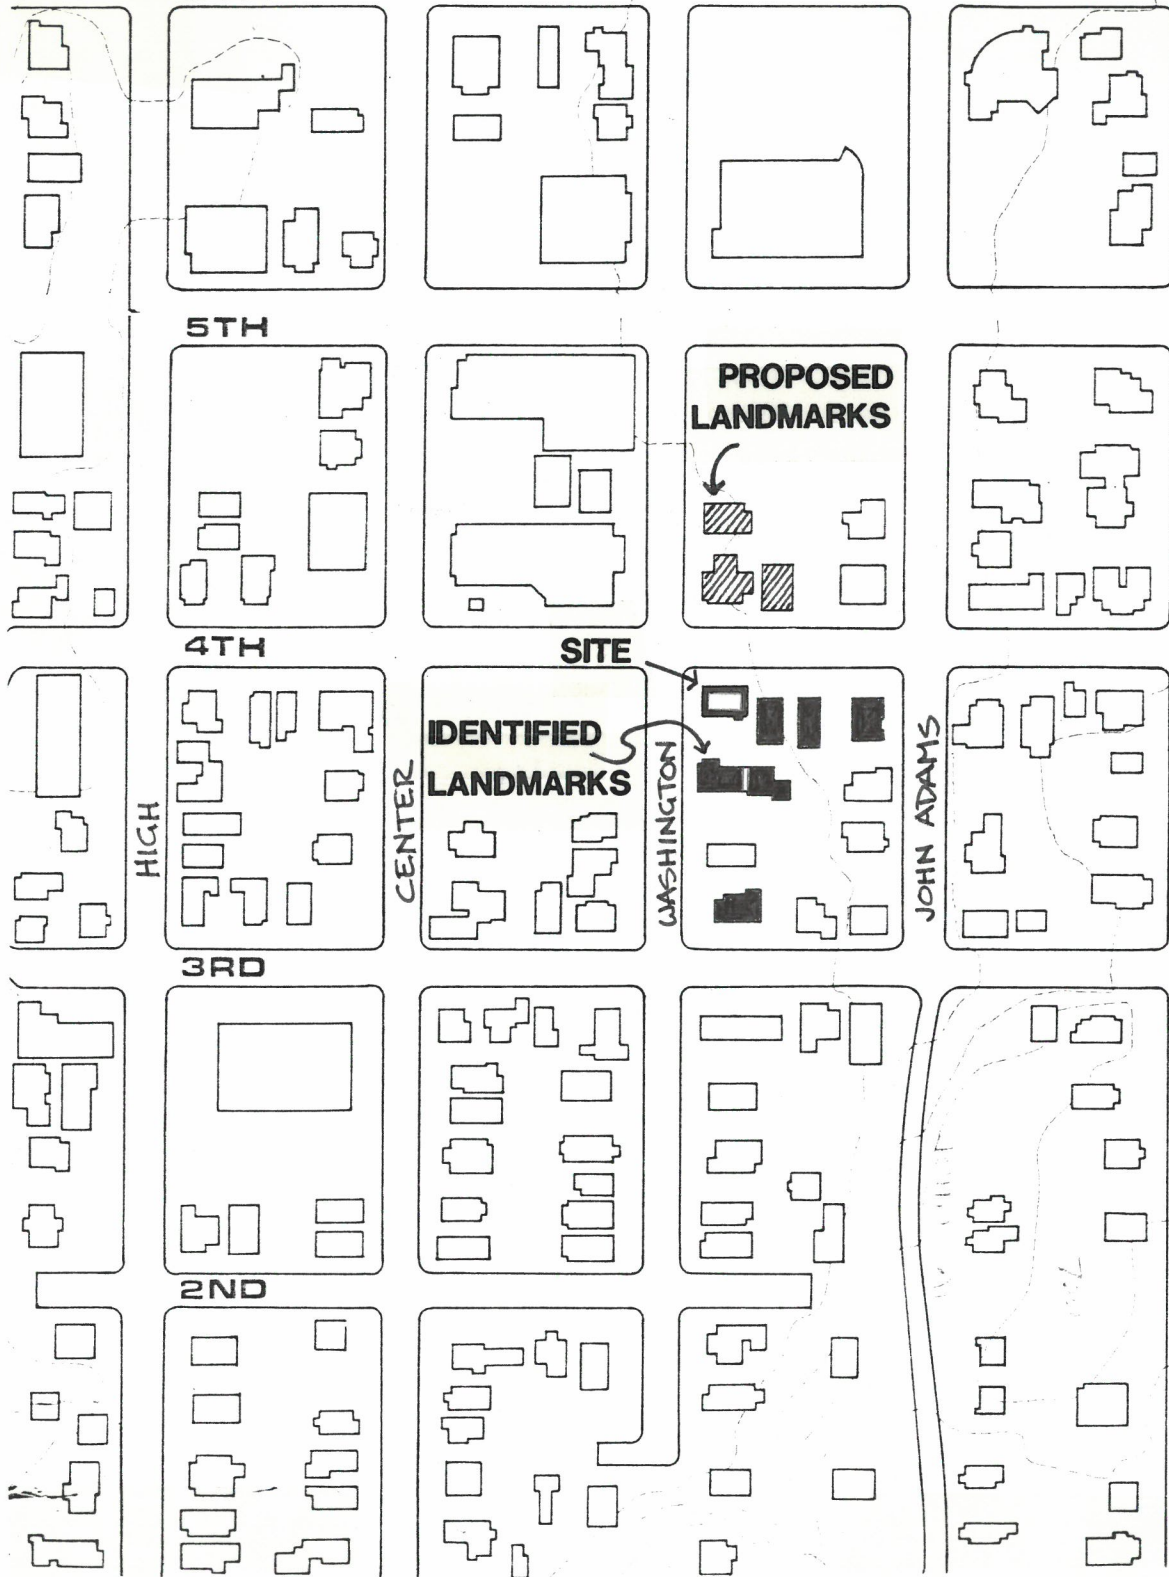 5TH
PROPOSED
LANDMARKS
4TH
SITE
IDENTIFIED
LANDMARKS
HIGH
CENTER
WASHINGTON
JOHN ADAMS
3RD
2ND